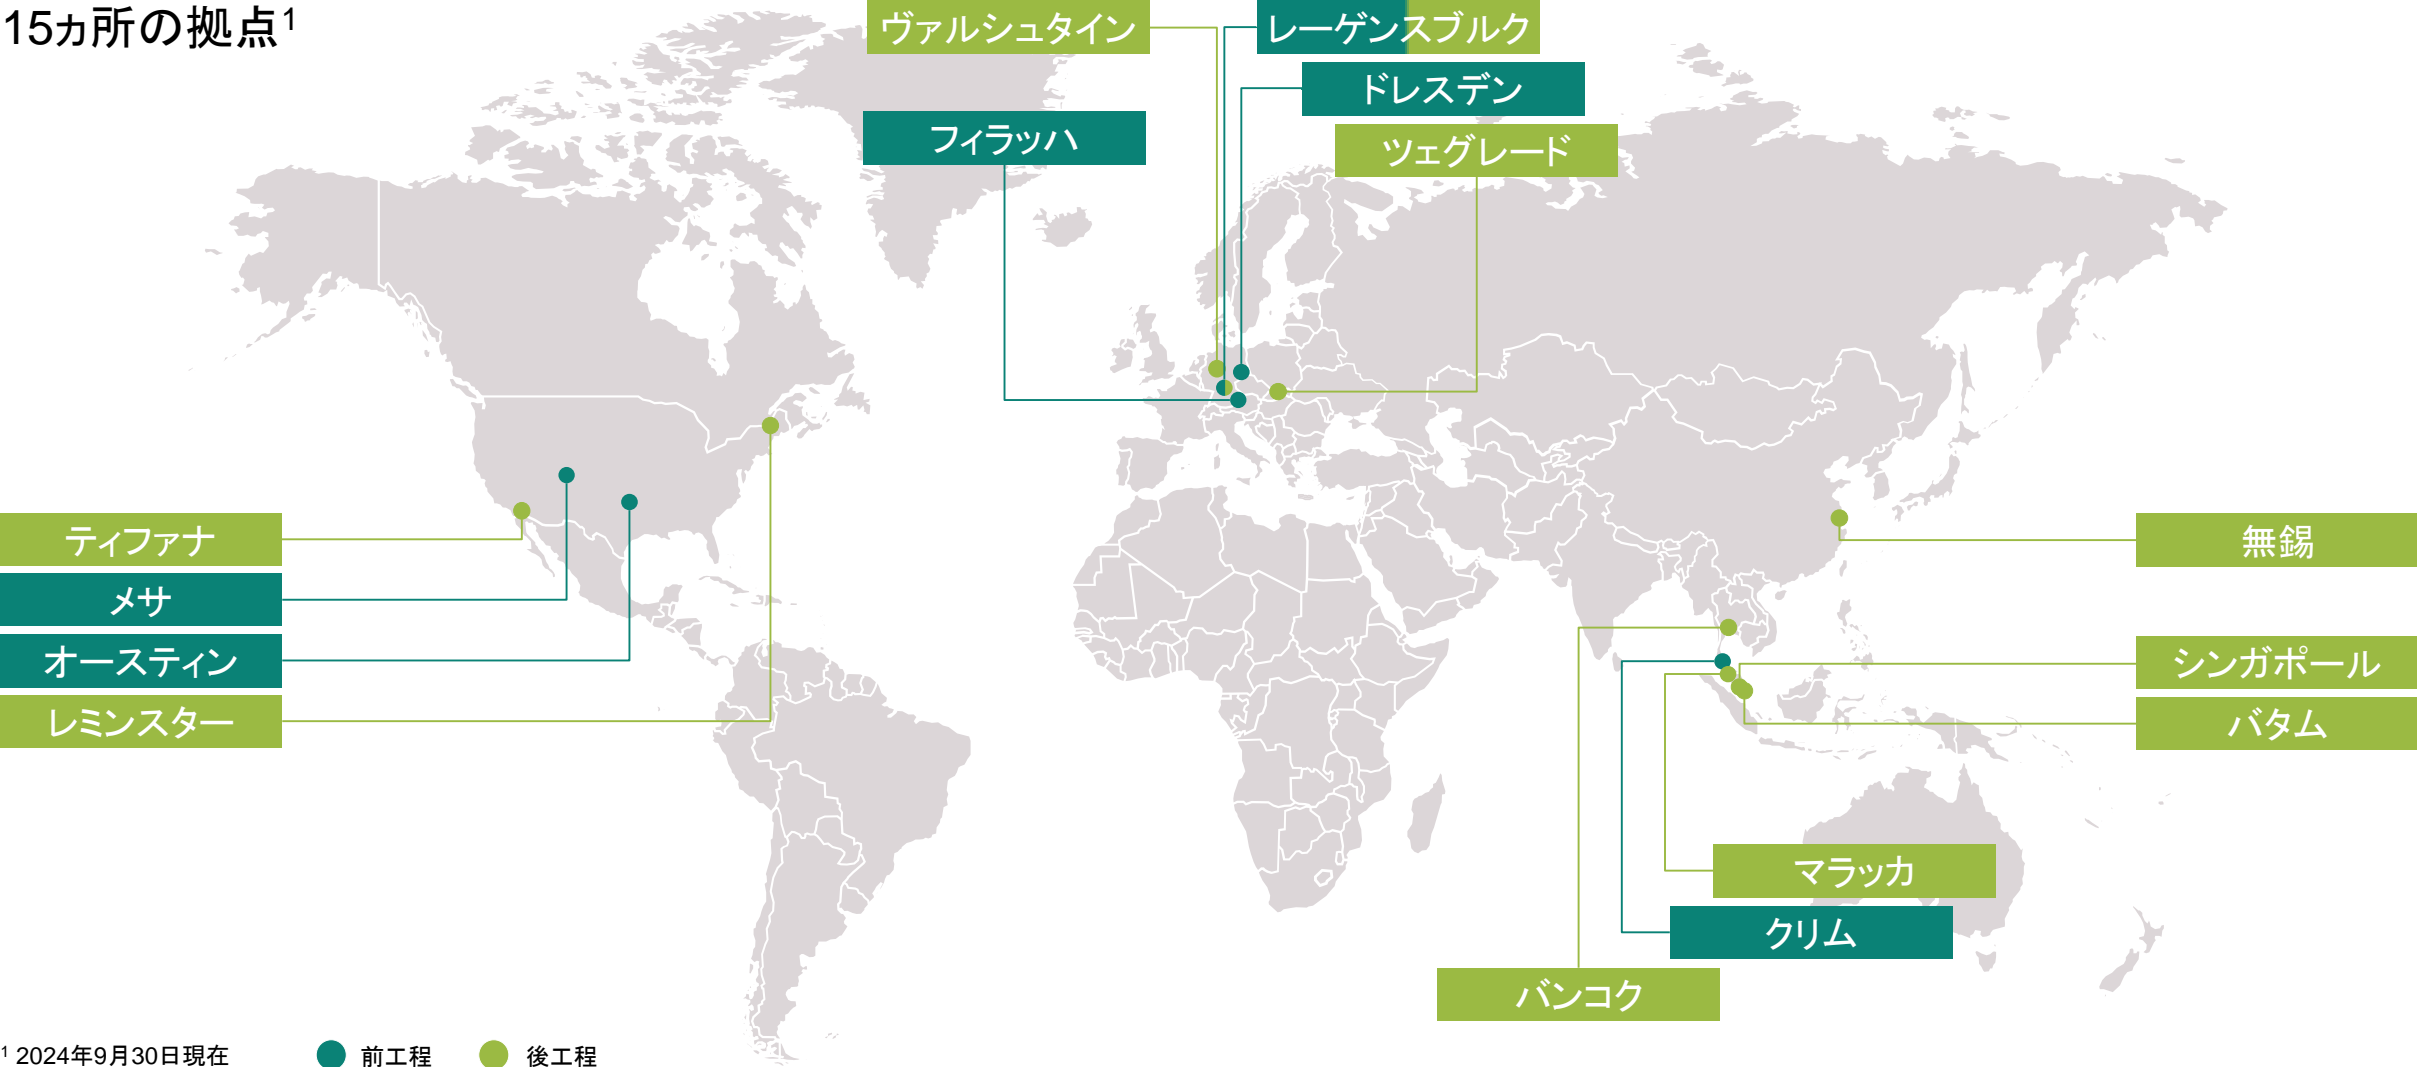 15ヵ所の拠点¹
ヴァルシュタイン
レーゲンスブルク
ドレスデン
フィラッハ
ツェグレード
ティファナ
メサ
オースティン
レミンスター
無錫
シンガポール
バタム
マラッカ
クリム
バンコク
¹ 2024年9月30日現在
前工程
後工程